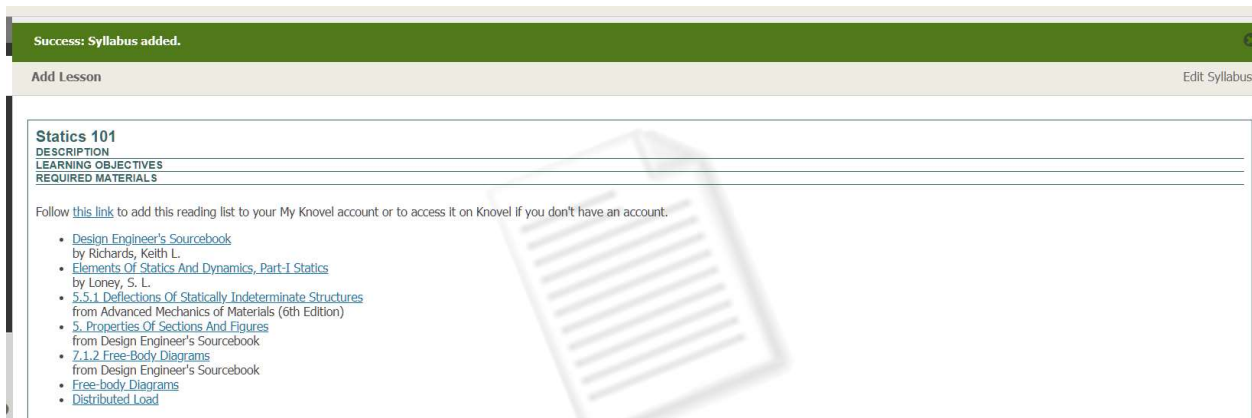 Success: Syllabus added.
Add Lesson
Edit Syllabus
Statics 101
DESCRIPTION
LEARNING OBJECTIVES
REQUIRED MATERIALS
Follow this link to add this reading list to your My Knovel account or to access it on Knovel if you don't have an account.
• Design Engineer's Sourcebook
by Richards, Keith L.
• Elements Of Statics And Dynamics, Part-I Statics
by Loney, S. L.
• 5.5.1 Deflections Of Statically Indeterminate Structures
from Advanced Mechanics of Materials (6th Edition)
• 5. Properties Of Sections And Figures
from Design Engineer's Sourcebook
• 7.1.2 Free-Body Diagrams
from Design Engineer's Sourcebook
• Free-body Diagrams
• Distributed Load